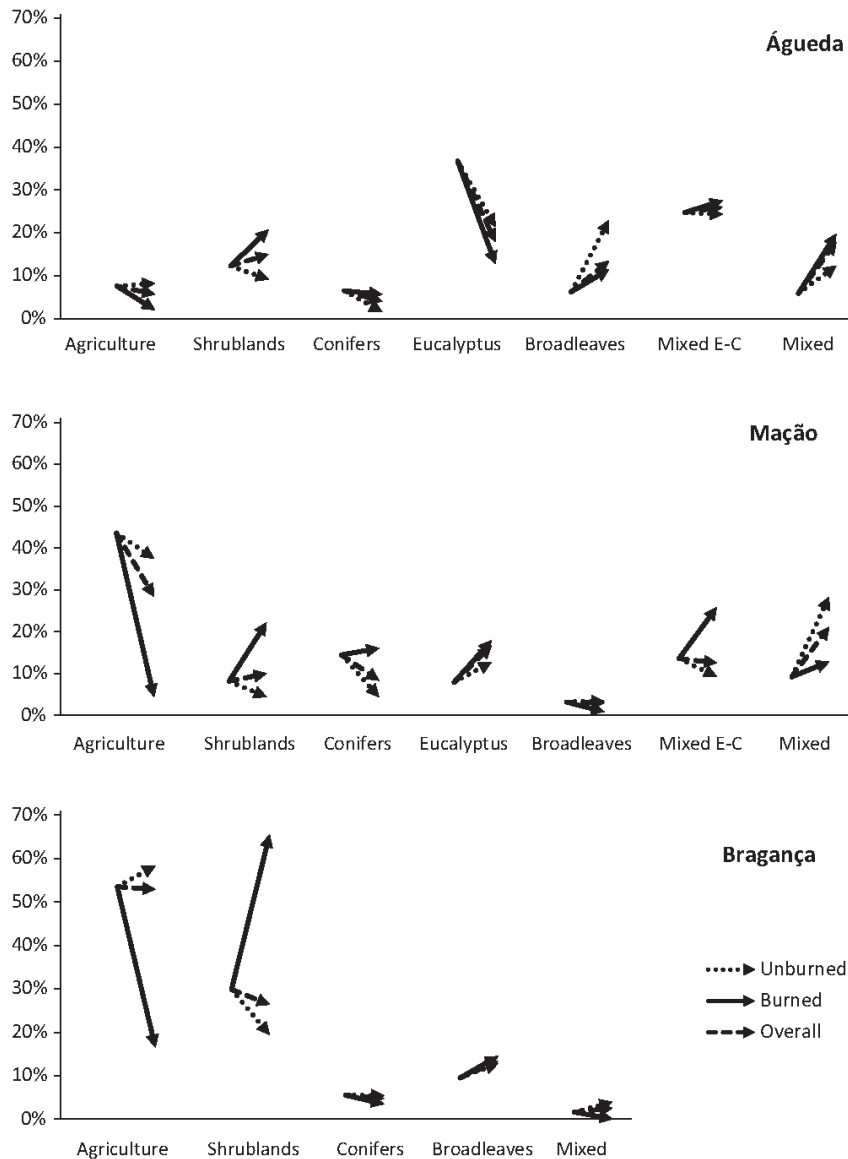 70%
Águeda
60%
50%
40%
30%
20%
10%
0%
Agriculture Shrublands Conifers Eucalyptus Broadleaves Mixed E-C Mixed
70%
Mação
60%
50%
40%
30%
20%
10%
0%
Agriculture Shrublands Conifers Eucalyptus Broadleaves Mixed E-C Mixed
70%
60%
Bragança
50%
40%
30%
20%
10%
0%
Unburned
Burned
Overall
Agriculture Shrublands Conifers Broadleaves Mixed